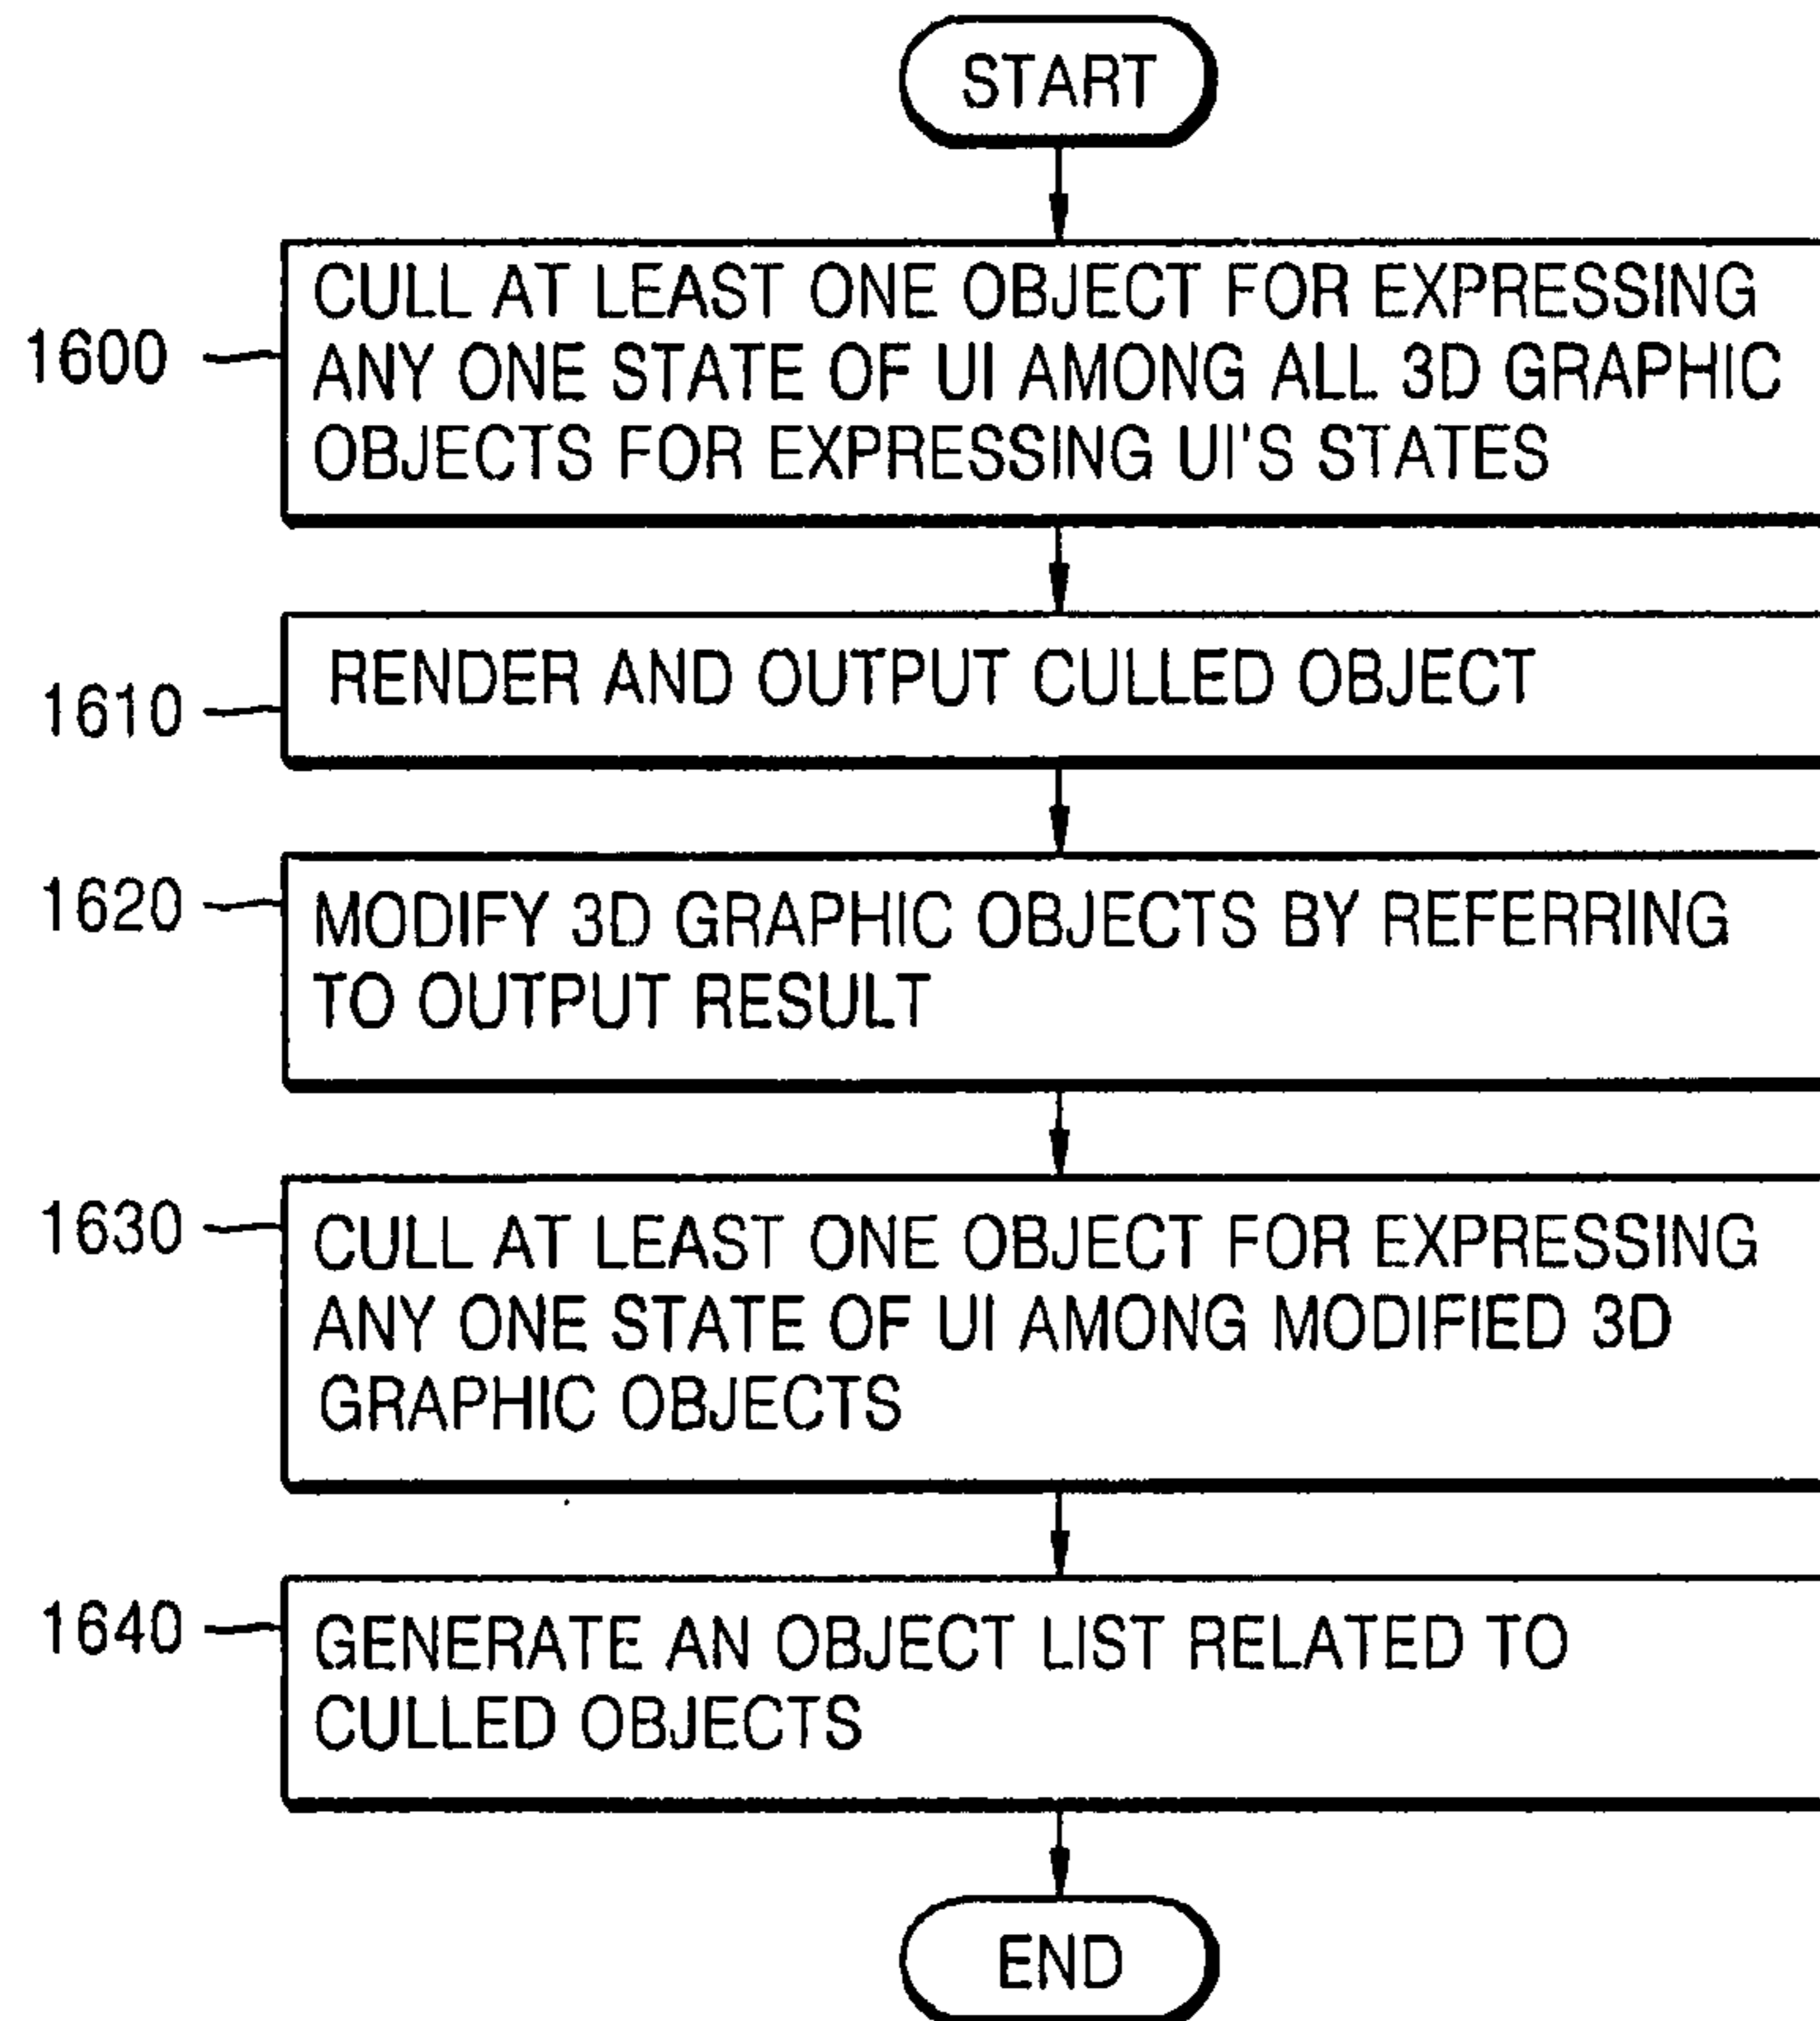 START
1600
CULL AT LEAST ONE OBJECT FOR EXPRESSING
ANY ONE STATE OF UI AMONG ALL 3D GRAPHIC
OBJECTS FOR EXPRESSING UI'S STATES
1610
RENDER AND OUTPUT CULLED OBJECT
1620
MODIFY 3D GRAPHIC OBJECTS BY REFERRING
TO OUTPUT RESULT
1630
CULL AT LEAST ONE OBJECT FOR EXPRESSING
ANY ONE STATE OF UI AMONG MODIFIED 3D
GRAPHIC OBJECTS
1640
GENERATE AN OBJECT LIST RELATED TO
CULLED OBJECTS
END